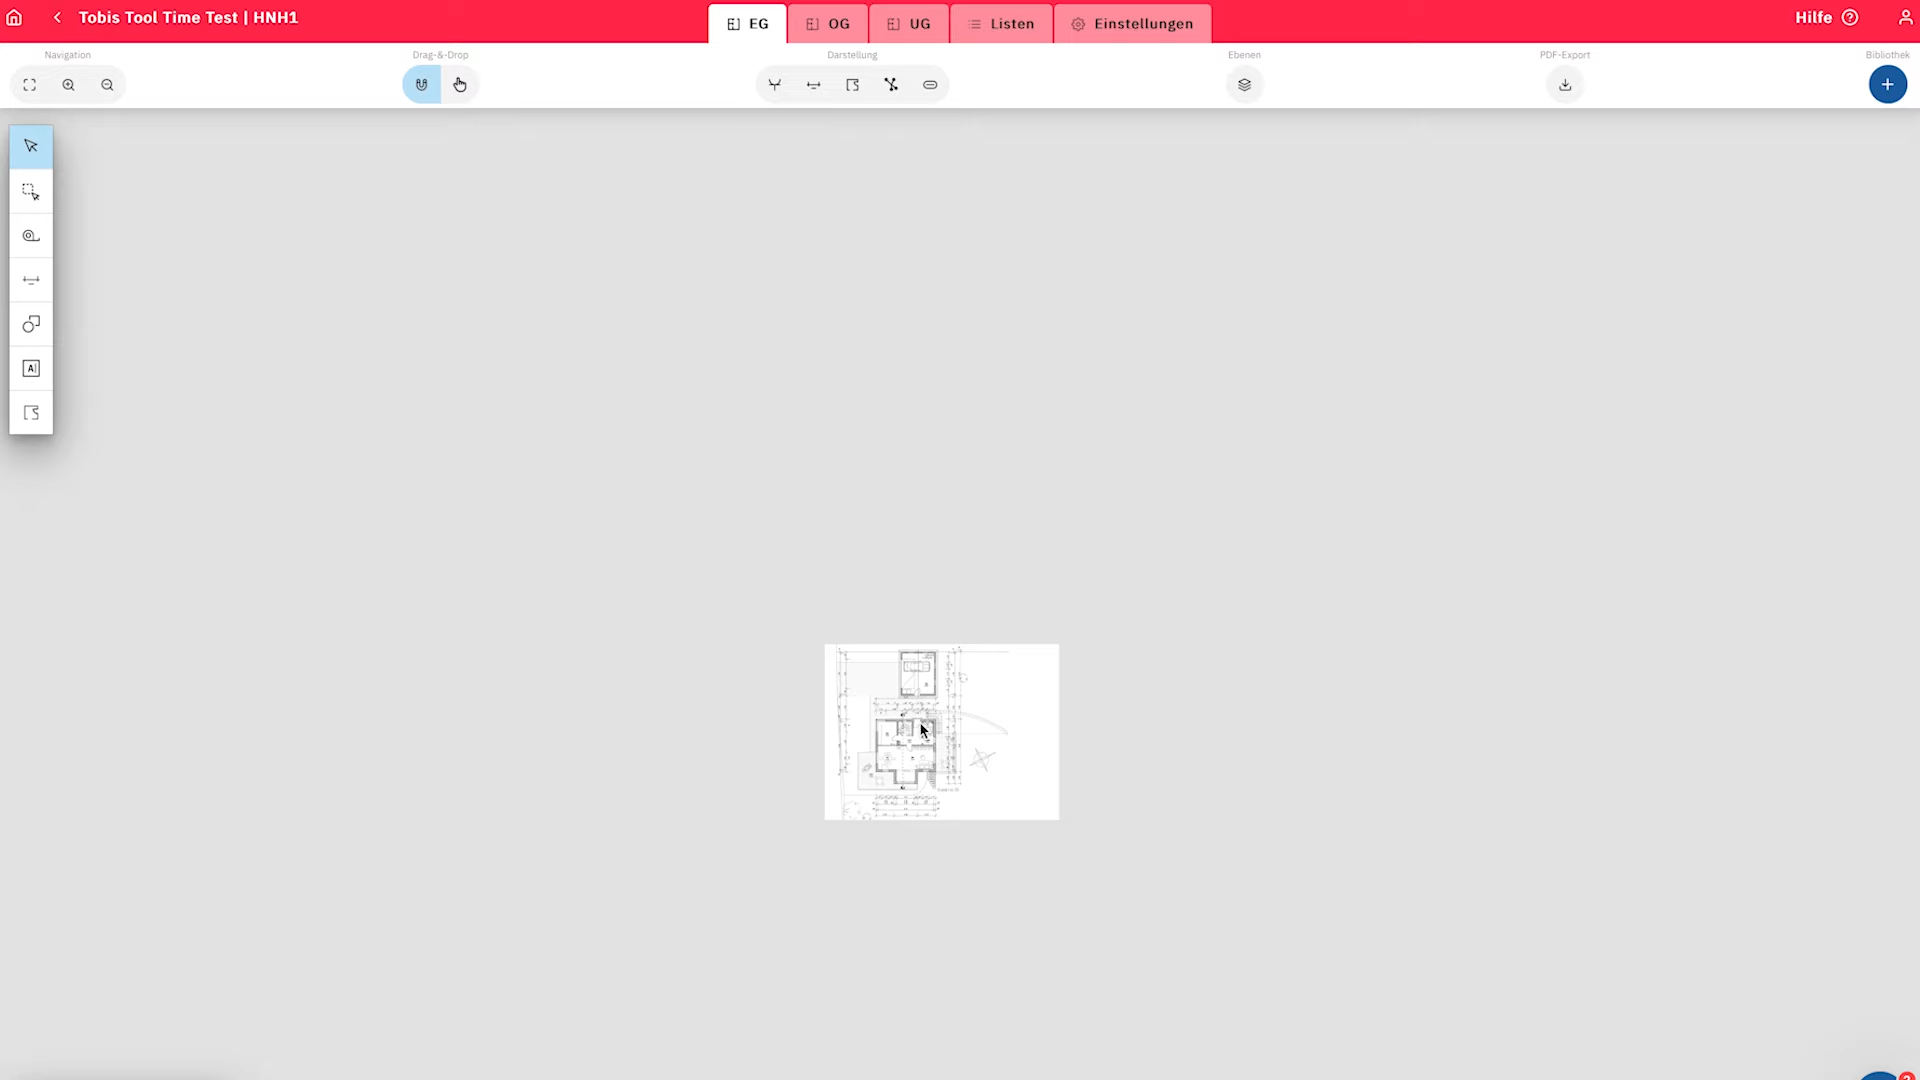 Tobis Tool Time Test | HNH1
EG
OG
UG
Listen
Einstellungen
Hilfe
Navigation
Drag-&-Drop
Darstellung
Ebenen
PDF-Export
Bibliothek
A